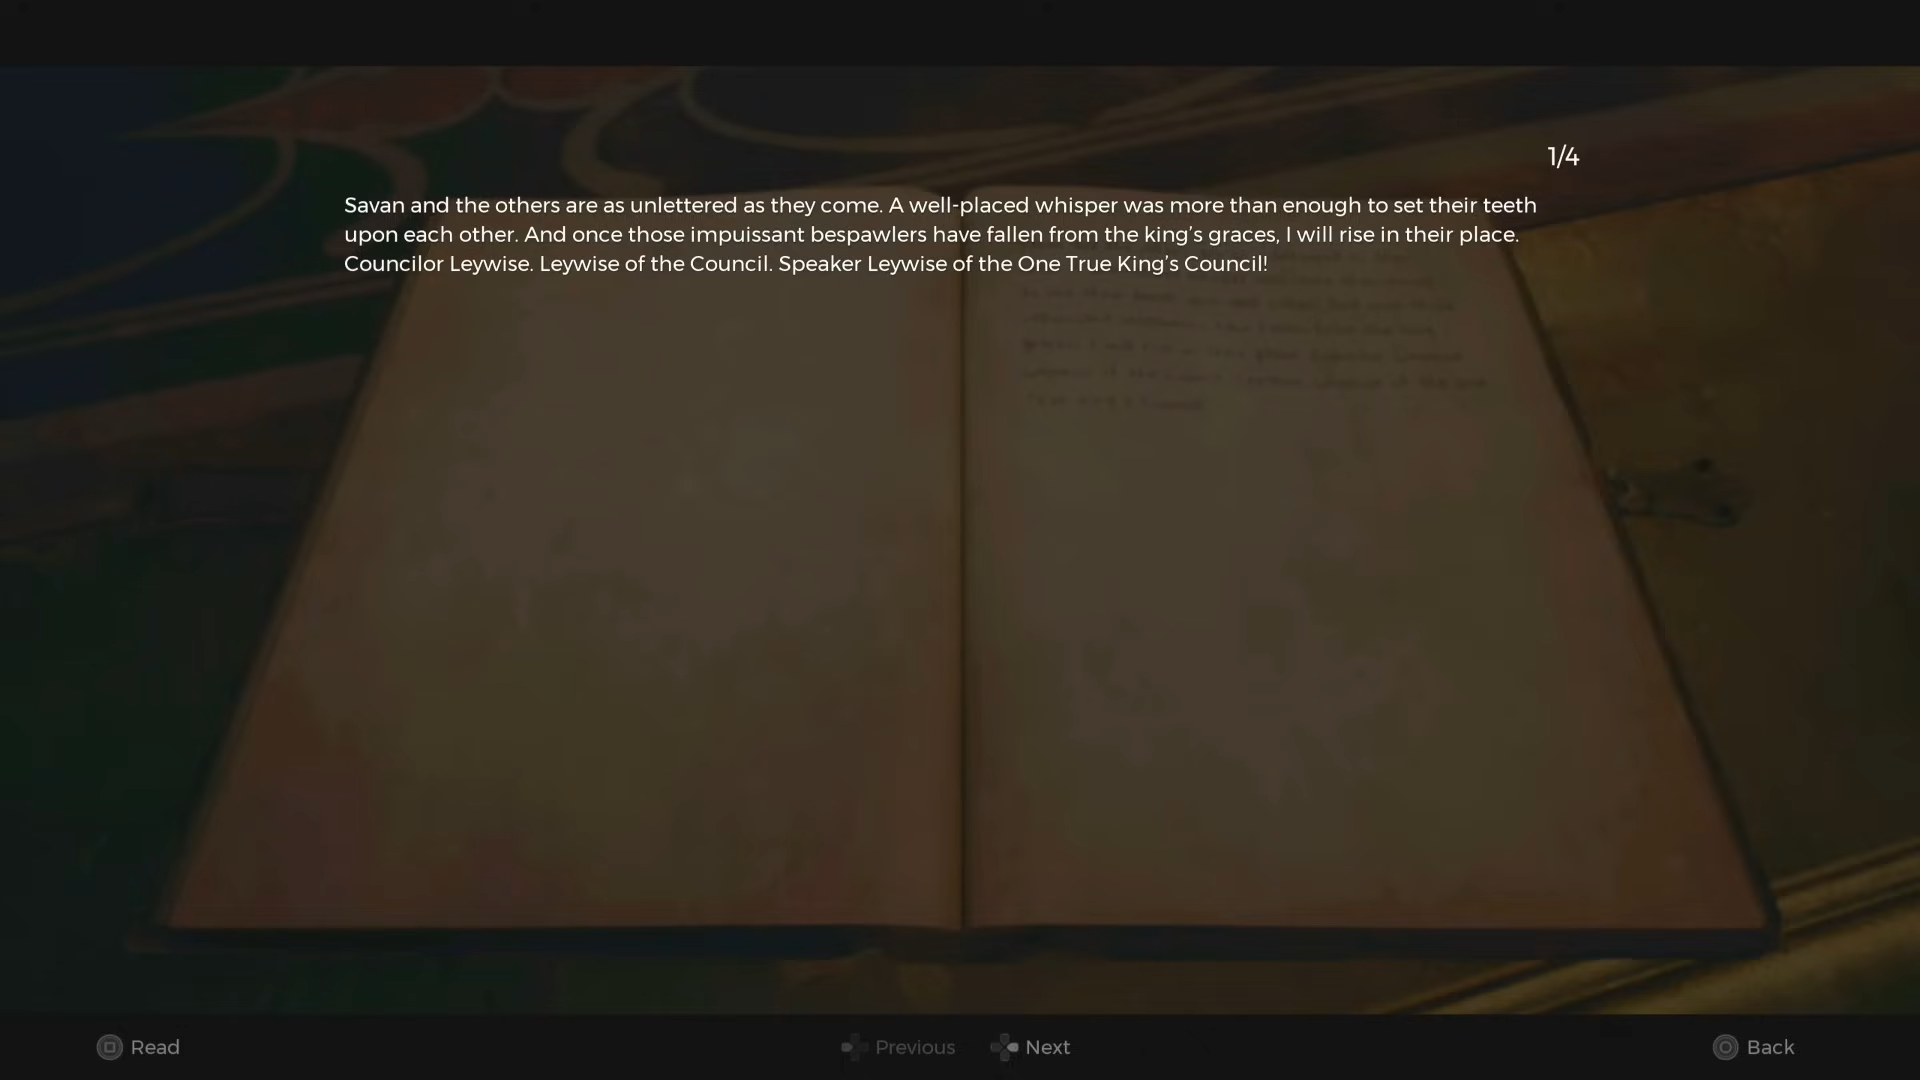 1/4
Savan and the others are as unlettered as they come. A well-placed whisper was more than enough to set their teeth
upon each other. And once those impuissant bespawlers have fallen from the king's graces, I will rise in their place.
Councilor Leywise. Leywise of the Council. Speaker Leywise of the One True King's Council!
Read
Previous
Next
Back